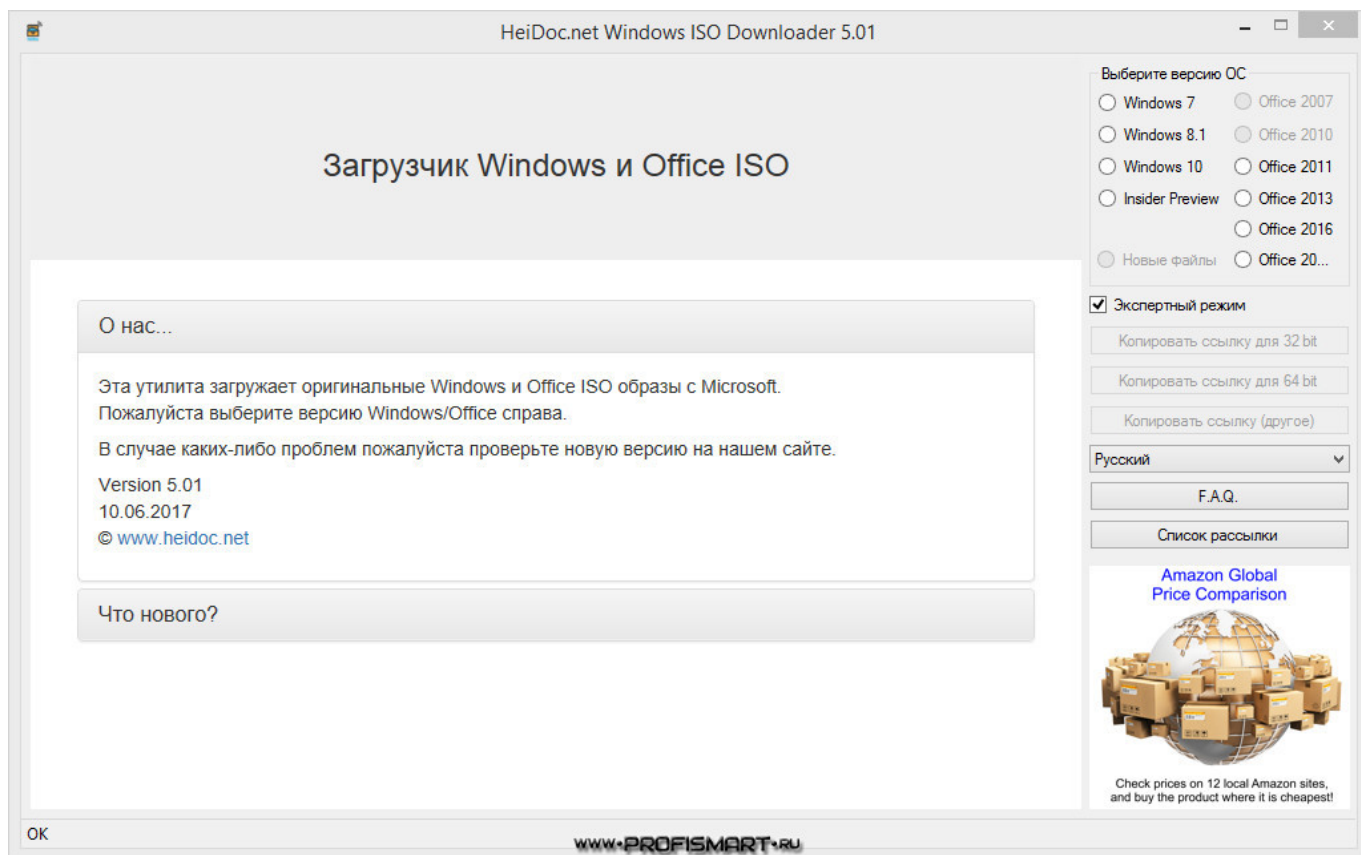 HeiDoc.net Windows ISO Downloader 5.01
Загрузчик Windows и Office ISO
О нас...
Эта утилита загружает оригинальные Windows и Office ISO образы с Microsoft.
Пожалуйста выберите версию Windows/Office справа.
В случае каких-либо проблем пожалуйста проверьте новую версию на нашем сайте.
Version 5.01
10.06.2017
© www.heidoc.net
Что нового?
Выберите версию ОС
Windows 7 Office 2007
Windows 8.1 Office 2010
Windows 10 Office 2011
Insider Preview Office 2013
Office 2016
Новые файлы Office 20...
Экспертный режим
Копировать ссылку для 32 bit
Копировать ссылку для 64 bit
Копировать ссылку (другое)
Русский
F.A.Q.
Список рассылки
Amazon Global
Price Comparison
Check prices on 12 local Amazon sites,
and buy the product where it is cheapest!
OK
WWW•PROFISMART•RU